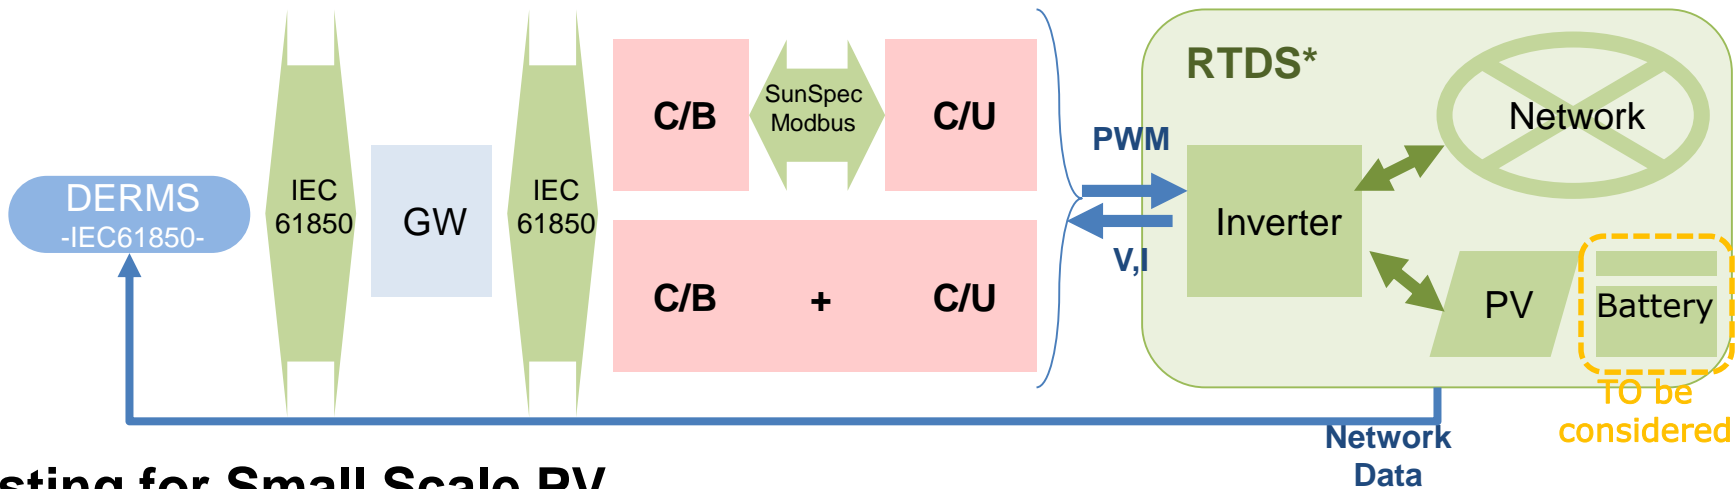 DERMS
-IEC61850-
IEC
61850
GW
IEC
61850
C/B
SunSpec
Modbus
C/U
C/B + C/U
PWM
V,I
RTDS*
Inverter
Network
PV
Battery
TO be
considered
Network
Data
sting for Small Scale PV